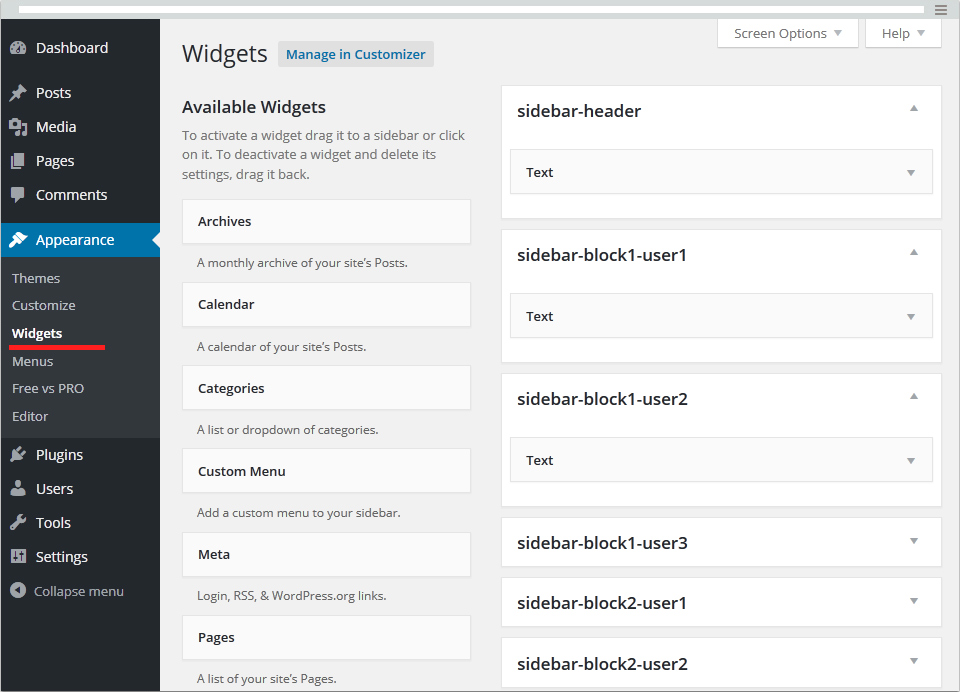 Screen Options
Help
Dashboard
Posts
Media
Pages
Comments
Appearance
Themes
Customize
Widgets
Menus
Free vs PRO
Editor
Plugins
Users
Tools
Settings
Collapse menu
Widgets
Manage in Customizer
Available Widgets
To activate a widget drag it to a sidebar or click
on it. To deactivate a widget and delete its
settings, drag it back.
Archives
A monthly archive of your site's Posts.
Calendar
A calendar of your site's Posts.
Categories
A list or dropdown of categories.
Custom Menu
Add a custom menu to your sidebar.
Meta
Login, RSS, & WordPress.org links.
Pages
A list of your site's Pages.
sidebar-header
Text
sidebar-block1-user1
Text
sidebar-block1-user2
Text
sidebar-block1-user3
sidebar-block2-user1
sidebar-block2-user2